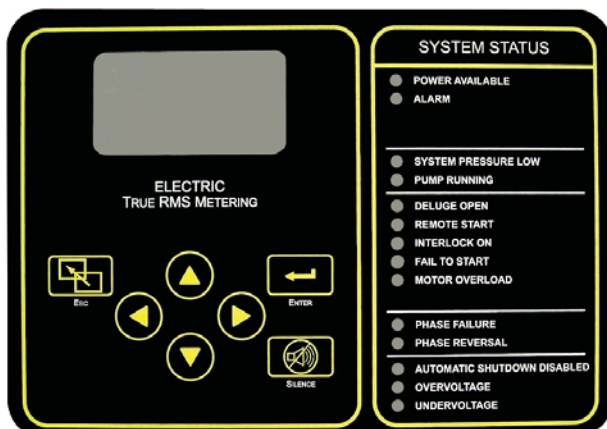 ELECTRIC
TRUE RMS METERING
ESC
ENTER
SILENCE
SYSTEM STATUS
POWER AVAILABLE
ALARM
SYSTEM PRESSURE LOW
PUMP RUNNING
DELUGE OPEN
REMOTE START
INTERLOCK ON
FAIL TO START
MOTOR OVERLOAD
PHASE FAILURE
PHASE REVERSAL
AUTOMATIC SHUTDOWN DISABLED
OVERVOLTAGE
UNDERVOLTAGE